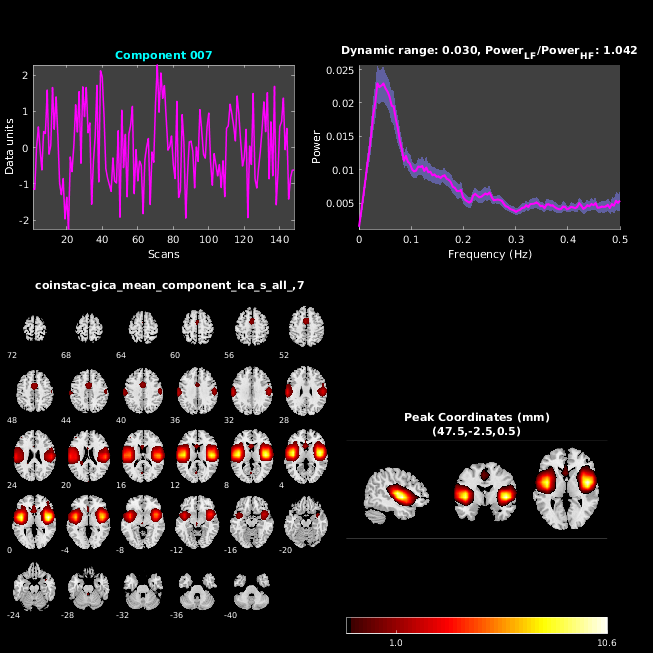 Component 007
Data units
2
1
0
-1
-2
20 40 60 80 100 120 140
Scans
Dynamic range: 0.030, PowerLF/PowerHF: 1.042
Power
0.025
0.02
0.015
0.01
0.005
0 0.1 0.2 0.3 0.4 0.5
Frequency (Hz)
coinstac-gica_mean_component_ica_s_all_,7
72 68 64 60 56 52
48 44 40 36 32 28
24 20 16 12 8 4
0 -4 -8 -12 -16 -20
-24 -28 -32 -36 -40
Peak Coordinates (mm)
(47.5,-2.5,0.5)
1.0 10.6